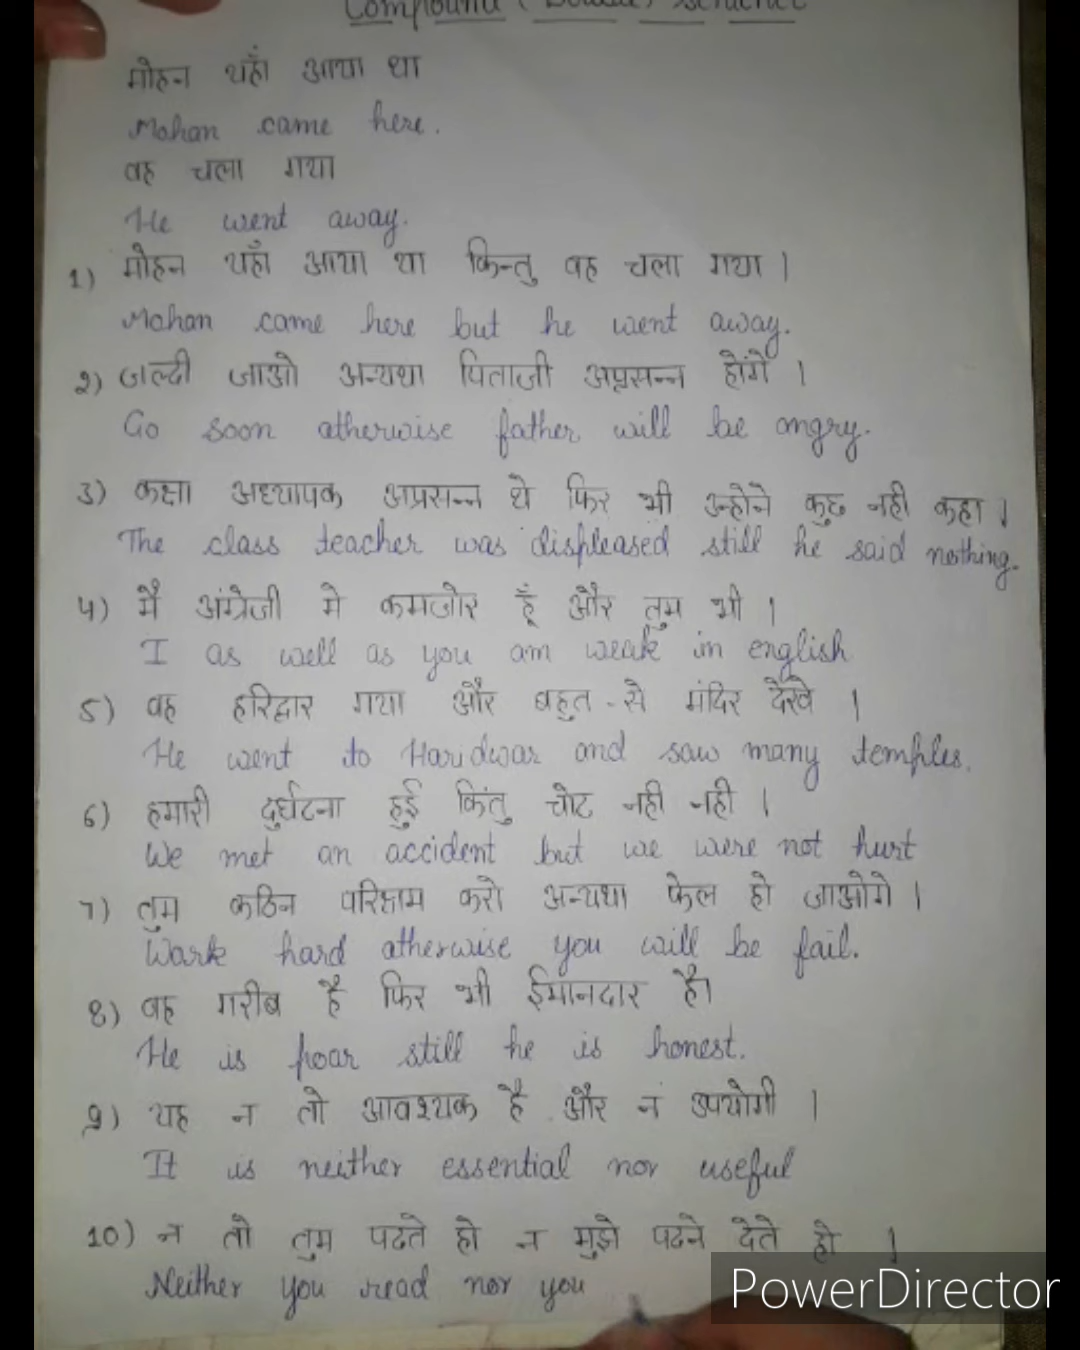 Compound
मोहन यहाँ आया था
Mohan came here.
वह चला गया
He went away.
1) मोहन यहाँ आया था किन्तु वह चला गया ।
Mohan came here but he went away.
2) जल्दी जाओ अन्यथा पिताजी अप्रसन्न होगें ।
Go soon otherwise father will be angry.
3) कक्षा अध्यापक अप्रसन्न थे फिर भी उन्होने कुछ नही कहा ।
The class teacher was displeased still he said nothing.
4) मै अंग्रेजी मे कमजोर हूँ और तुम भी ।
I as well as you am weak in english
5) वह हरिद्वार गया और बहुत-से मंदिर देखे ।
He went to Haridwar and saw many temples.
6) हमारी दुर्घटना हुई किंतु चोट नही नही ।
We met an accident but we were not hurt
7) तुम कठिन परिश्रम करो अन्यथा फेल हो जाओगे ।
Work hard otherwise you will be fail.
8) वह गरीब है फिर भी ईमानदार है।
He is poor still he is honest.
9) यह न तो आवश्यक है और न उपयोगी ।
It is neither essential nor useful
10) न तो तुम पढते हो न मुझे पढने देते हो ।
Neither you read nor you
PowerDirector